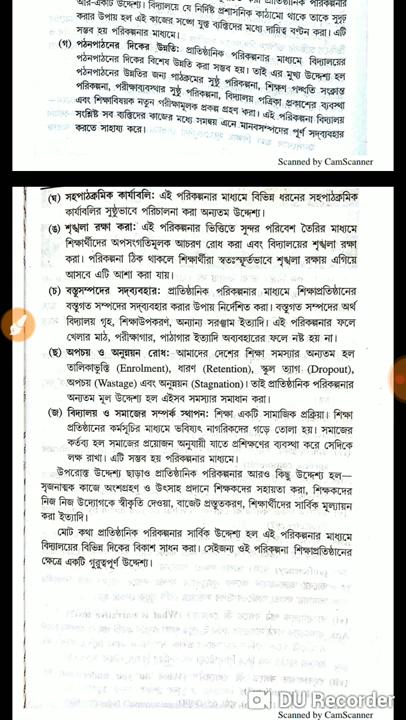 আর-একটি উদ্দেশ্য। বিদ্যালয়ে যে নির্দিষ্ট প্রশাসনিক কাঠামো থাকে তাকে সুদৃঢ়
করার উপায় হল এই কাজের সঙ্গে যুক্ত ব্যক্তিদের মধ্যে দায়িত্ব বণ্টন করা। এটি
সম্ভব হয় পরিকল্পনার মাধ্যমে।
(গ) পঠনপাঠনের দিকের উন্নতি: প্রাতিষ্ঠানিক পরিকল্পনার মাধ্যমে বিদ্যালয়ের
পঠনপাঠনের দিকের বিশেষ উন্নতি করা সম্ভব হয়। তাই এর মুখ্য উদ্দেশ্য হল
পঠনপাঠনের উন্নতির জন্য পাঠক্রমের সুষ্ঠু পরিকল্পনা, শিক্ষণ পদ্ধতি সংক্রান্ত
পরিকল্পনা, পরীক্ষাব্যবস্থার সুষ্ঠু পরিকল্পনা, বিদ্যালয় পত্রিকা প্রকাশের ব্যবস্থা
এবং শিক্ষাবিষয়ক নতুন পরীক্ষামূলক প্রকল্প গ্রহণ করা। এই পরিকল্পনা বিদ্যালয়
সংশ্লিষ্ট সব ব্যক্তিদের কাজের মধ্যে সমন্বয় এনে মানবসম্পদের পূর্ণ সদ্‌ব্যবহার
করতে সাহায্য করে।
Scanned by CamScanner
(ঘ) সহপাঠক্রমিক কার্যাবলি: এই পরিকল্পনার মাধ্যমে বিভিন্ন ধরনের সহপাঠক্রমিক
কার্যাবলির সুষ্ঠুভাবে পরিচালনা করা অন্যতম উদ্দেশ্য।
(ঙ) শৃঙ্খলা রক্ষা করা: এই পরিকল্পনার ভিত্তিতে সুন্দর পরিবেশ তৈরির মাধ্যমে
শিক্ষার্থীদের অপসংগতিমূলক আচরণ রোধ করা এবং বিদ্যালয়ের শৃঙ্খলা রক্ষা
করা। পরিকল্পনা ঠিক থাকলে শিক্ষার্থীরা স্বতঃস্ফূর্তভাবে শৃঙ্খলা রক্ষায় এগিয়ে
আসবে এটি আশা করা যায়।
(চ) বস্তুসম্পদের সদ্‌ব্যবহার: প্রাতিষ্ঠানিক পরিকল্পনার মাধ্যমে শিক্ষাপ্রতিষ্ঠানের
বস্তুগত সম্পদের সদ্‌ব্যবহার করার উপায় নির্দেশিত করা। বস্তুগত সম্পদের অর্থ
বিদ্যালয় গৃহ, শিক্ষাউপকরণ, অন্যান্য সরঞ্জাম ইত্যাদি। এই পরিকল্পনার ফলে
খেলার মাঠ, পরীক্ষাগার, পাঠাগার ইত্যাদি অব্যবহারের ফলে নষ্ট হয় না।
(ছ) অপচয় ও অনুন্নয়ন রোধ: আমাদের দেশের শিক্ষা সমস্যার অন্যতম হল
তালিকাভুক্তি (Enrolment), ধারণ (Retention), স্কুল ত্যাগ (Dropout),
অপচয় (Wastage) এবং অনুন্নয়ন (Stagnation)। তাই প্রাতিষ্ঠানিক পরিকল্পনার
অন্যতম মূল উদ্দেশ্য হল এইসব সমস্যার সমাধান করা।
(জ) বিদ্যালয় ও সমাজের সম্পর্ক স্থাপন: শিক্ষা একটি সামাজিক প্রক্রিয়া। শিক্ষা
প্রতিষ্ঠানের কর্মসূচির মাধ্যমে ভবিষ্যৎ নাগরিকদের গড়ে তোলা হয়। সমাজের
কর্তব্য হল সমাজের প্রয়োজন অনুযায়ী যাতে প্রশিক্ষণের ব্যবস্থা করে সেদিকে
লক্ষ রাখা। এটি সম্ভব হয় পরিকল্পনার মাধ্যমে।
উপরোক্ত উদ্দেশ্য ছাড়াও প্রাতিষ্ঠানিক পরিকল্পনার আরও কিছু উদ্দেশ্য হল—
সৃজনাত্মক কাজে অংশগ্রহণ ও উৎসাহ প্রদানে শিক্ষকদের সহায়তা করা, শিক্ষকদের
নিজ নিজ উদ্যোগকে স্বীকৃতি দেওয়া, বাজেট প্রস্তুতকরণ, শিক্ষার্থীদের সার্বিক মূল্যায়ন
করা ইত্যাদি।
মোট কথা প্রাতিষ্ঠানিক পরিকল্পনার সার্বিক উদ্দেশ্য হল এই পরিকল্পনার মাধ্যমে
বিদ্যালয়ের বিভিন্ন দিকের বিকাশ সাধন করা। সেইজন্য ওই পরিকল্পনা শিক্ষাপ্রতিষ্ঠানের
ক্ষেত্রে একটি গুরুত্বপূর্ণ উদ্দেশ্য।
DU Recorder
Scanned by CamScanner